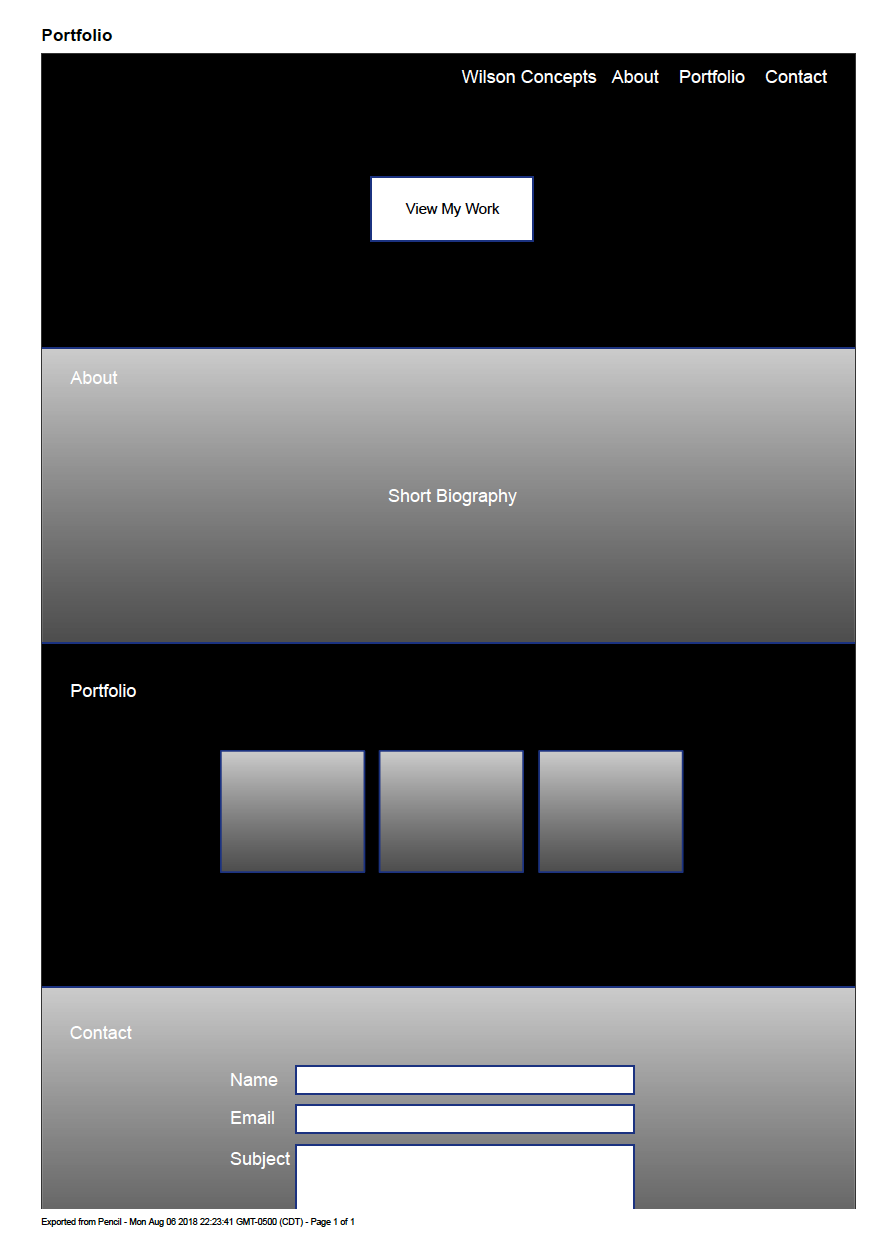 Portfolio
Wilson Concepts About Portfolio Contact
View My Work
About
Short Biography
Portfolio
Contact
Name
Email
Subject
Exported from Pencil - Mon Aug 06 2018 22:23:41 GMT-0500 (CDT) - Page 1 of 1